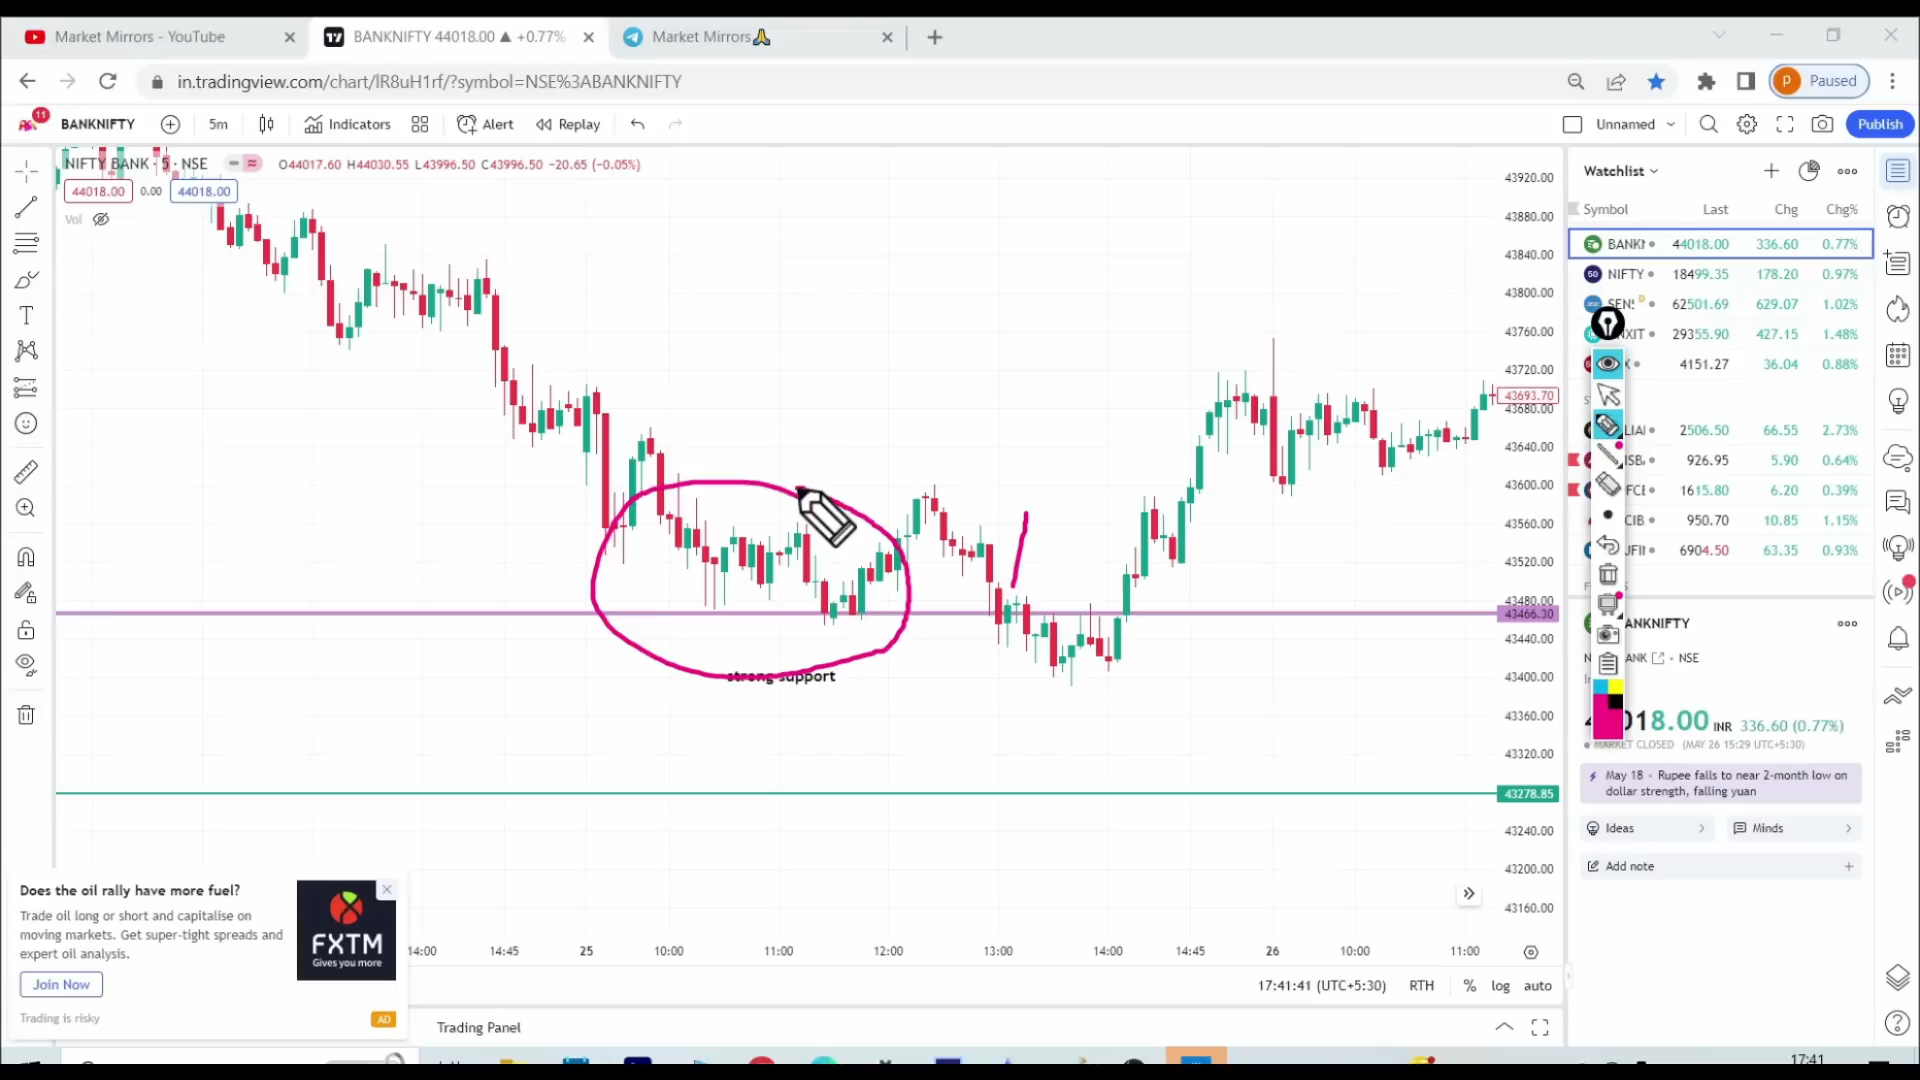 Market Mirrors - YouTube
BANKNIFTY 44018.00 ▲ +0.77%
Market Mirrors🙏
in.tradingview.com/chart/lR8uH1rf/?symbol=NSE%3ABANKNIFTY
P Paused
11
BANKNIFTY
5m
Indicators
Alert
Replay
Unnamed
Publish
NIFTY BANK · 5 · NSE
O44017.60 H44030.55 L43996.50 C43996.50 -20.65 (-0.05%)
44018.00 0.00 44018.00
Vol
43920.00
43880.00
43840.00
43800.00
43760.00
43720.00
43693.70
43680.00
43640.00
43600.00
43560.00
43520.00
43480.00
43466.30
43440.00
43400.00
43360.00
43320.00
43278.85
43240.00
43200.00
43160.00
strong support
14:00 14:45 25 10:00 11:00 12:00 13:00 14:00 14:45 26 10:00 11:00
17:41:41 (UTC+5:30) RTH % log auto
Trading Panel
Does the oil rally have more fuel?
Trade oil long or short and capitalise on
moving markets. Get super-tight spreads and
expert oil analysis.
Join Now
Trading is risky
AD
FXTM
Gives you more
Watchlist
Symbol Last Chg Chg%
44018.00 336.60 0.77%
NIFTY 18499.35 178.20 0.97%
62501.69 629.07 1.02%
29355.90 427.15 1.48%
4151.27 36.04 0.88%
2506.50 66.55 2.73%
926.95 5.90 0.64%
1615.80 6.20 0.39%
950.70 10.85 1.15%
6904.50 63.35 0.93%
ANKNIFTY
ANK · NSE
018.00 INR 336.60 (0.77%)
MARKET CLOSED (MAY 26 15:29 UTC+5:30)
May 18 · Rupee falls to near 2-month low on
dollar strength, falling yuan
Ideas
Minds
Add note
17:41